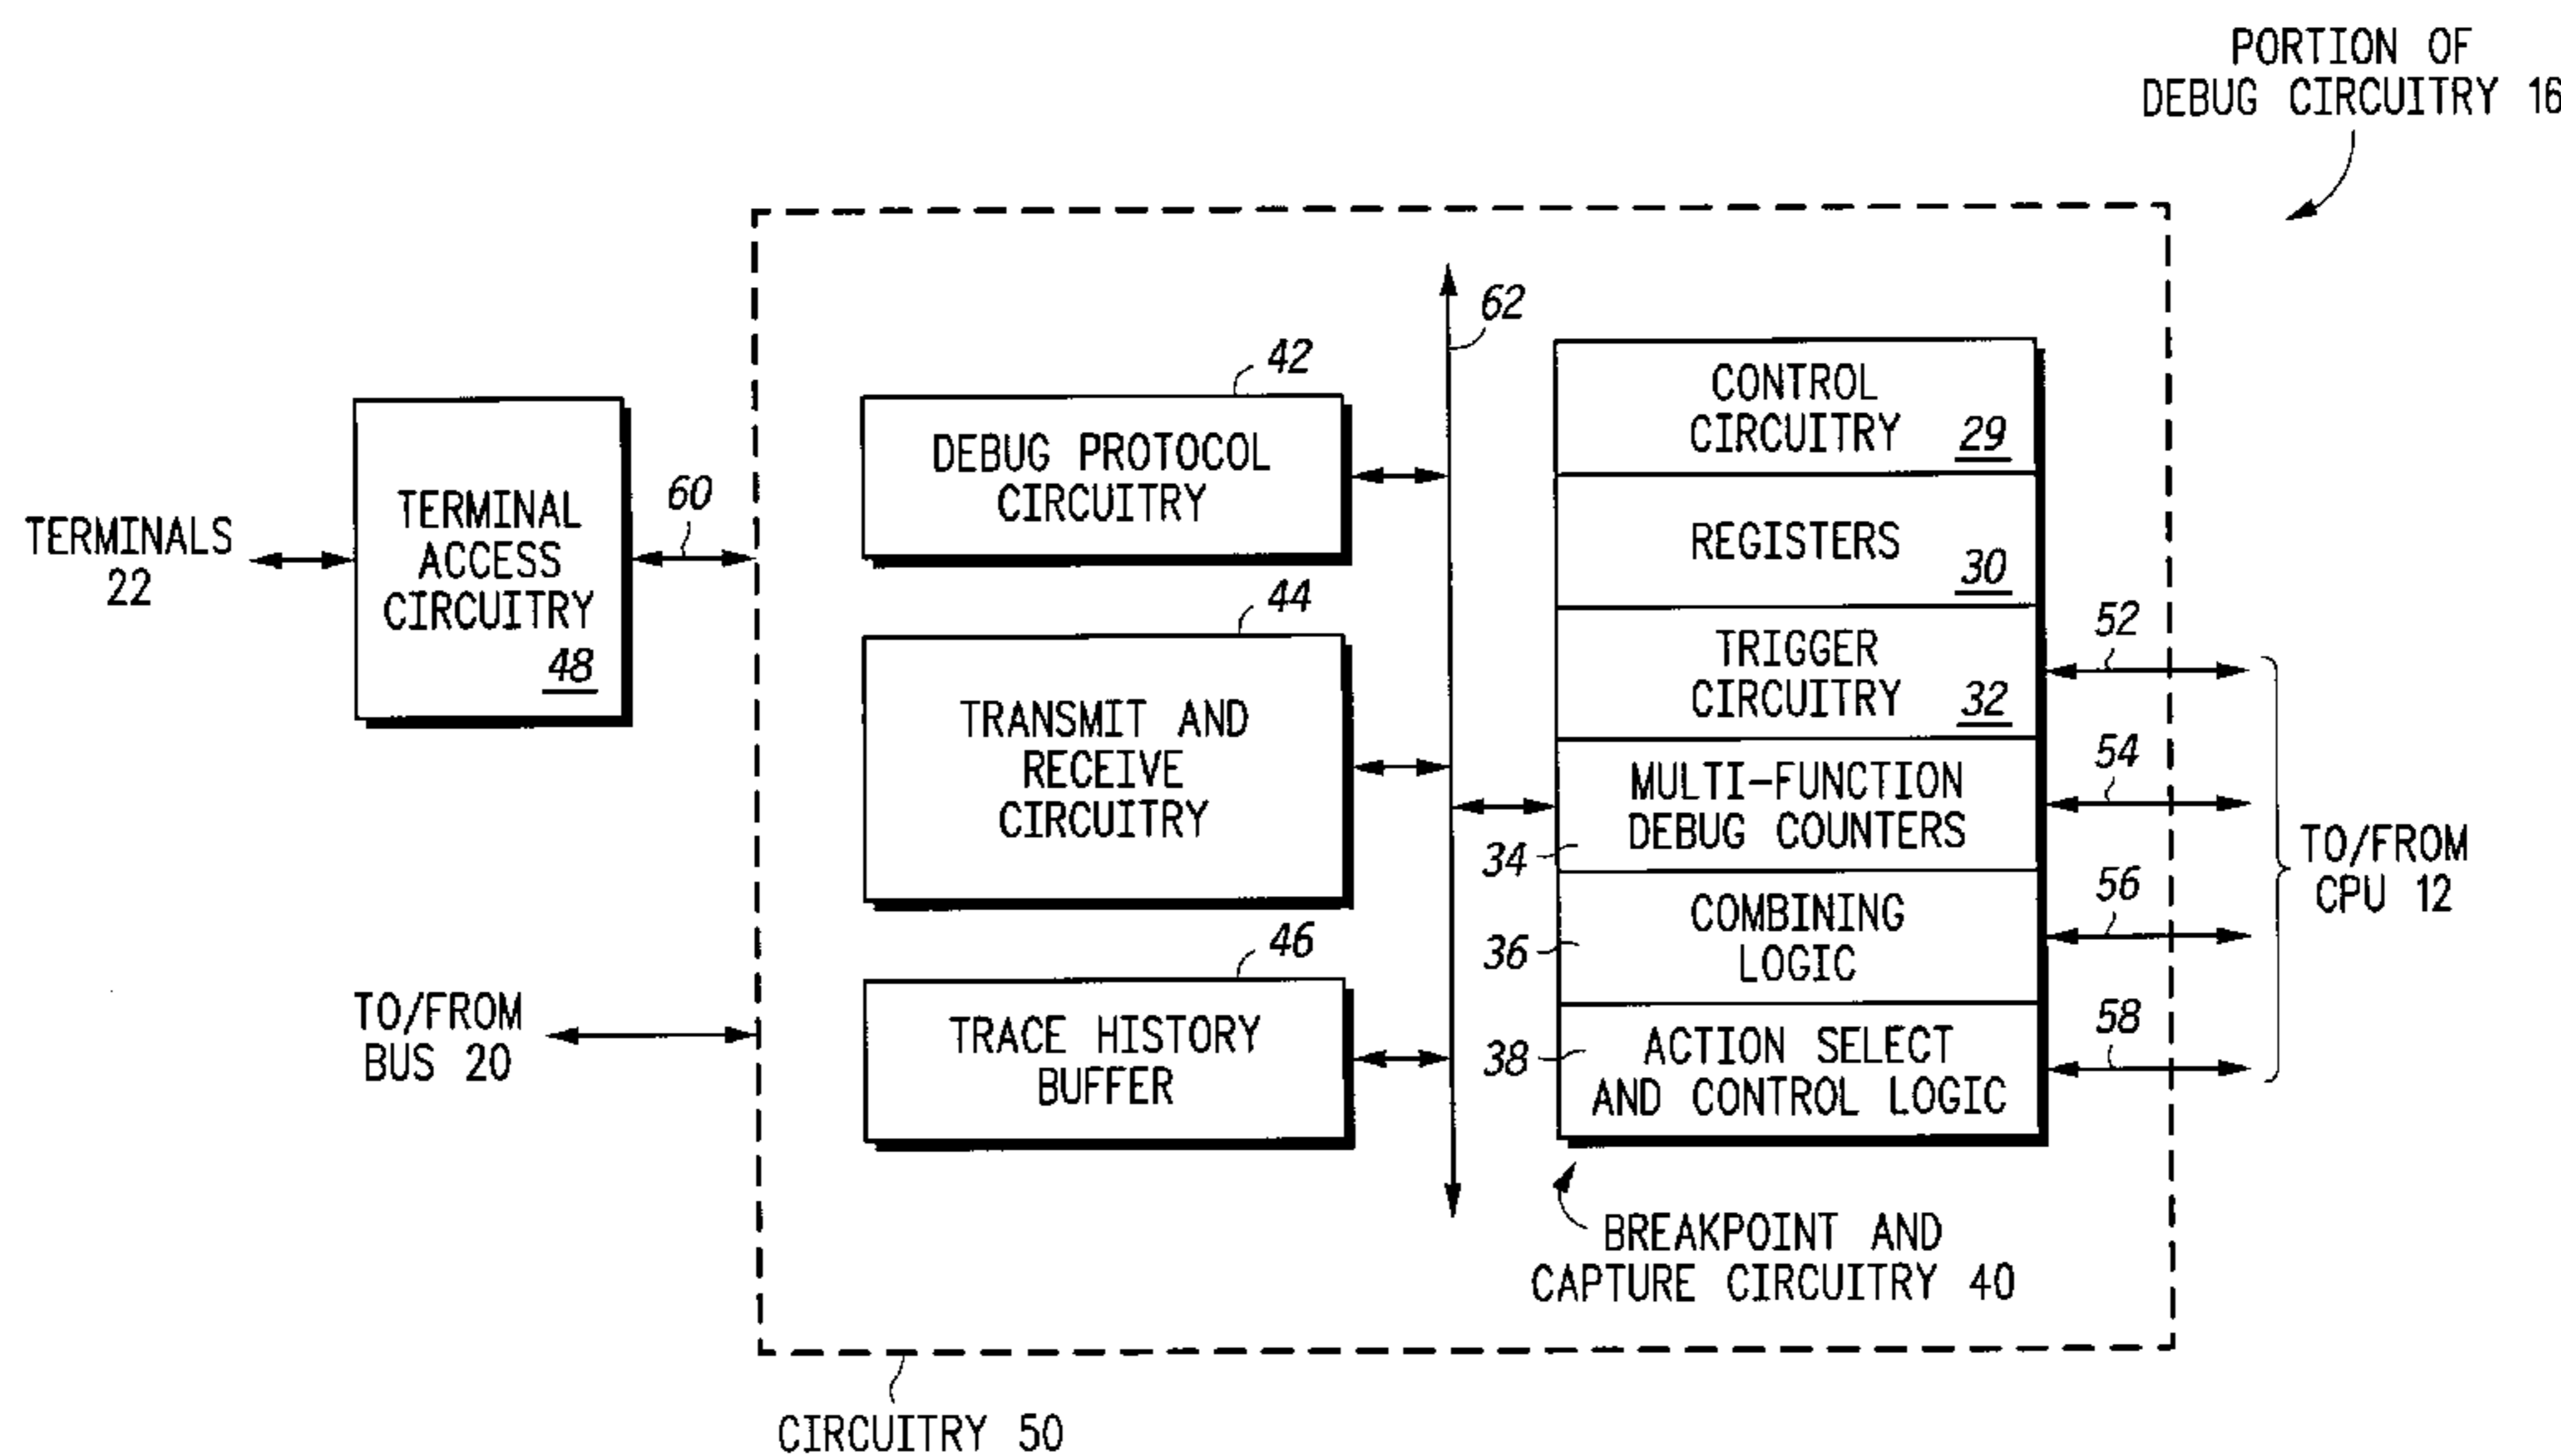 PORTION OF
DEBUG CIRCUITRY 16
62
42
CONTROL
CIRCUITRY 29
DEBUG PROTOCOL
CIRCUITRY
TERMINALS
22
TERMINAL
ACCESS
CIRCUITRY
48
60
REGISTERS
30
44
TRANSMIT AND
RECEIVE
CIRCUITRY
TRIGGER
CIRCUITRY 32
52
54
MULTI-FUNCTION
DEBUG COUNTERS
34
TO/FROM
CPU 12
56
COMBINING
LOGIC
36
46
TRACE HISTORY
BUFFER
TO/FROM
BUS 20
58
38
ACTION SELECT
AND CONTROL LOGIC
BREAKPOINT AND
CAPTURE CIRCUITRY 40
CIRCUITRY 50